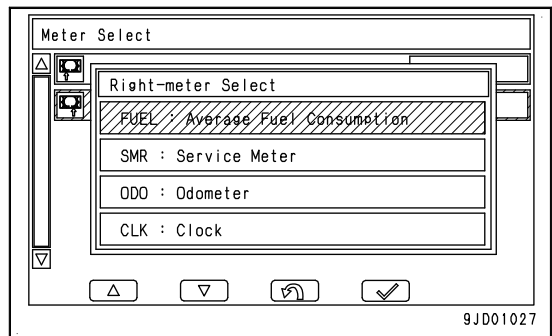 Meter Select
Right-meter Select
FUEL : Average Fuel Consumption
SMR : Service Meter
ODO : Odometer
CLK : Clock
9JD01027